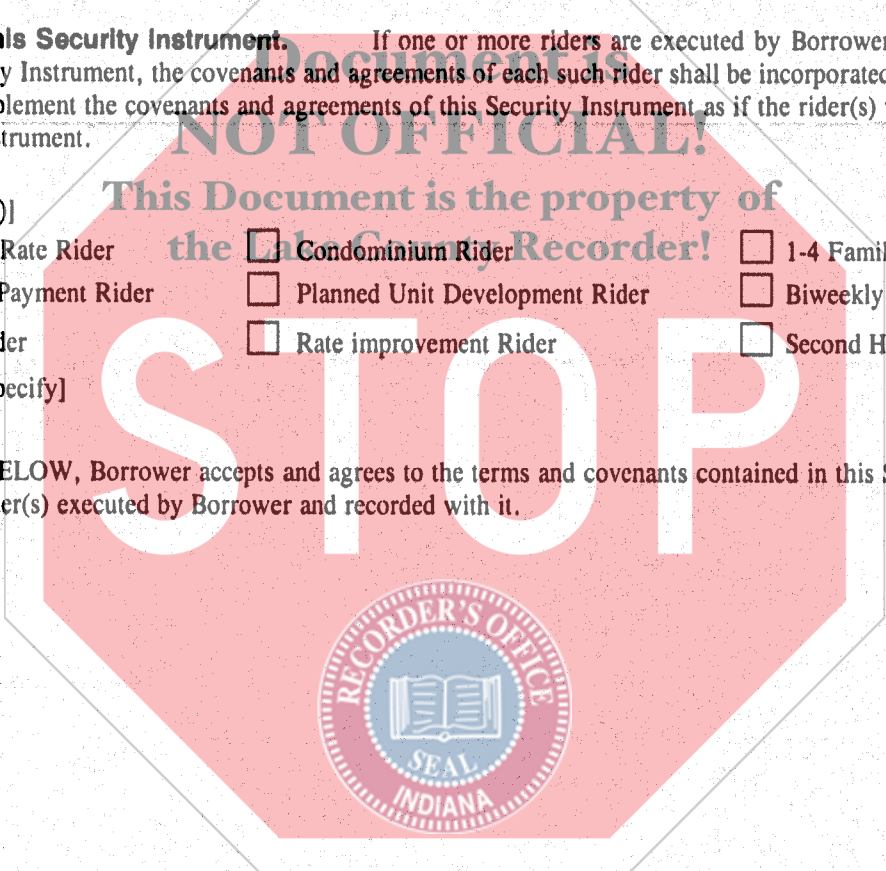 is Security Instrument. If one or more riders are executed by Borrower
y Instrument, the covenants and agreements of each such rider shall be incorporated
lement the covenants and agreements of this Security Instrument as if the rider(s)
trument.
Document is
NOT OFFICIAL!
This Document is the property of
the Lake County Recorder!
)]
Rate Rider ☐ Condominium Rider ☐ 1-4 Famil
Payment Rider ☐ Planned Unit Development Rider ☐ Biweekly
er ☐ Rate improvement Rider ☐ Second H
ecify]
STOP
ELOW, Borrower accepts and agrees to the terms and covenants contained in this S
er(s) executed by Borrower and recorded with it.
RECORDER'S OFFICE
SEAL
INDIANA